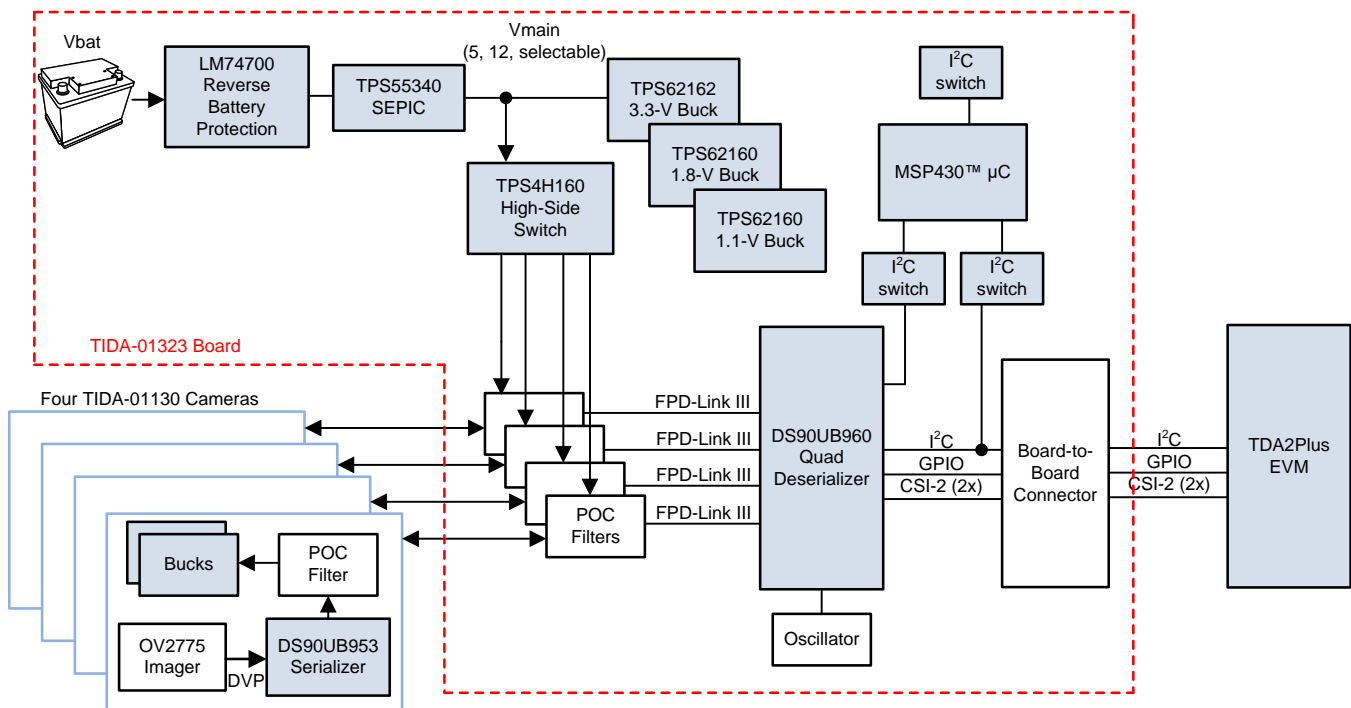 Vbat
LM74700
Reverse
Battery
Protection
TPS55340
SEPIC
Vmain
(5, 12, selectable)
TPS62162
3.3-V Buck
TPS62160
1.8-V Buck
TPS62160
1.1-V Buck
TPS4H160
High-Side
Switch
I²C
switch
MSP430™ µC
I²C
switch
I²C
switch
TIDA-01323 Board
Four TIDA-01130 Cameras
FPD-Link III
FPD-Link III
FPD-Link III
FPD-Link III
POC
Filters
DS90UB960
Quad
Deserializer
I²C
GPIO
CSI-2 (2x)
Board-to-
Board
Connector
I²C
GPIO
CSI-2 (2x)
TDA2Plus
EVM
Bucks
POC
Filter
OV2775
Imager
DVP
DS90UB953
Serializer
Oscillator